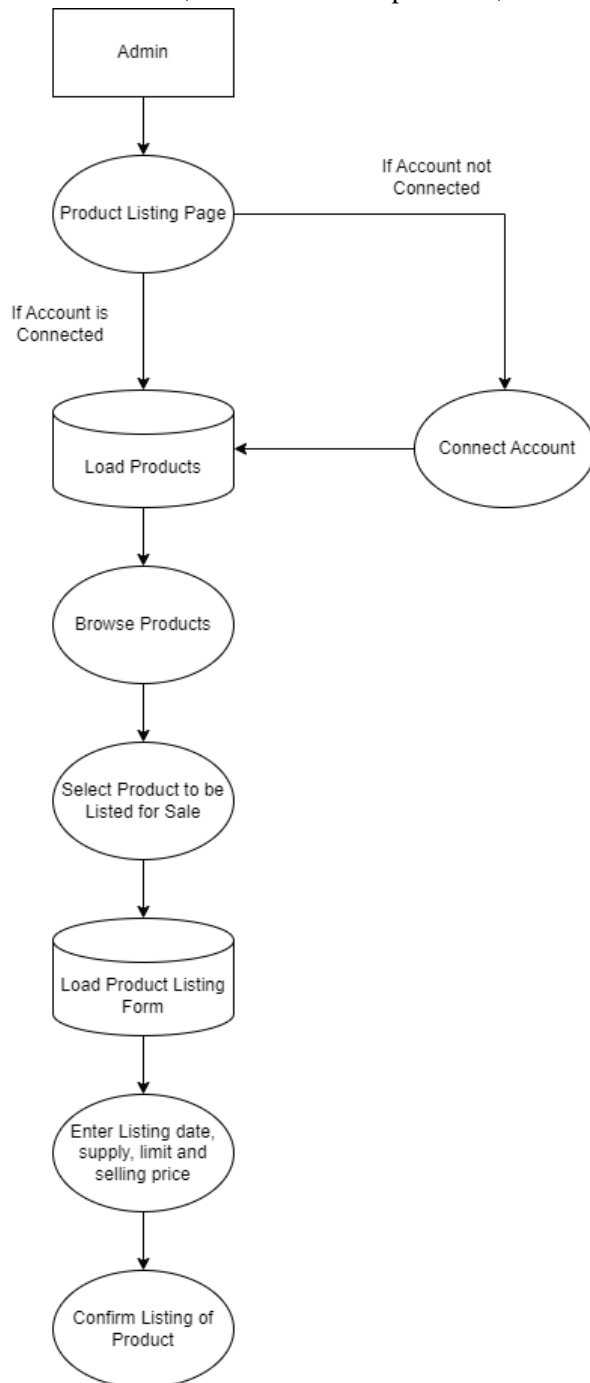 Admin
Product Listing Page
If Account not
Connected
If Account is
Connected
Load Products
Connect Account
Browse Products
Select Product to be
Listed for Sale
Load Product Listing
Form
Enter Listing date,
supply, limit and
selling price
Confirm Listing of
Product